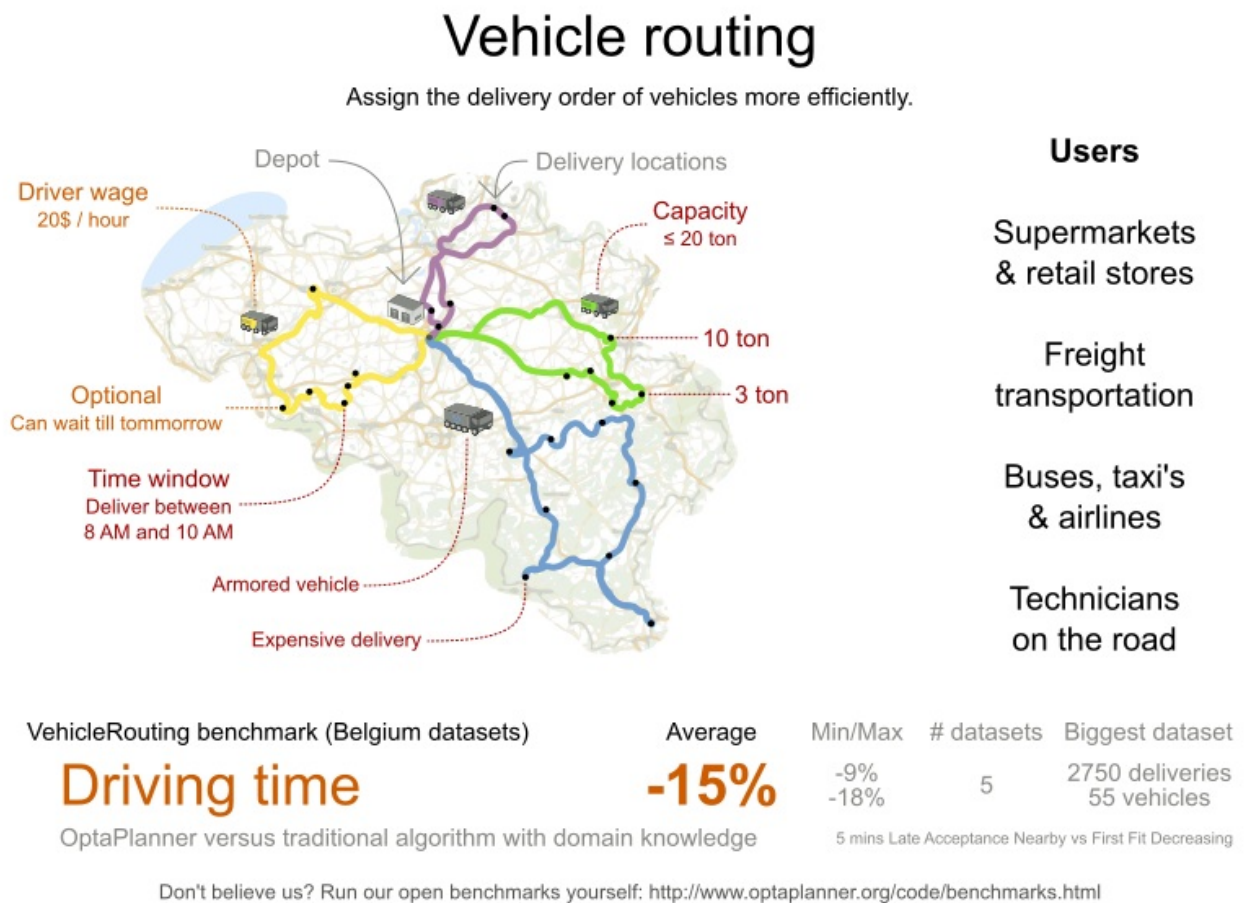 Vehicle routing
Assign the delivery order of vehicles more efficiently.
Depot
Delivery locations
Driver wage
20$ / hour
Capacity
≤ 20 ton
10 ton
3 ton
Optional
Can wait till tommorrow
Time window
Deliver between
8 AM and 10 AM
Armored vehicle
Expensive delivery
Users
Supermarkets
& retail stores
Freight
transportation
Buses, taxi's
& airlines
Technicians
on the road
VehicleRouting benchmark (Belgium datasets)
Driving time
OptaPlanner versus traditional algorithm with domain knowledge
Average
-15%
Min/Max
-9%
-18%
# datasets
5
Biggest dataset
2750 deliveries
55 vehicles
5 mins Late Acceptance Nearby vs First Fit Decreasing
Don't believe us? Run our open benchmarks yourself: http://www.optaplanner.org/code/benchmarks.html